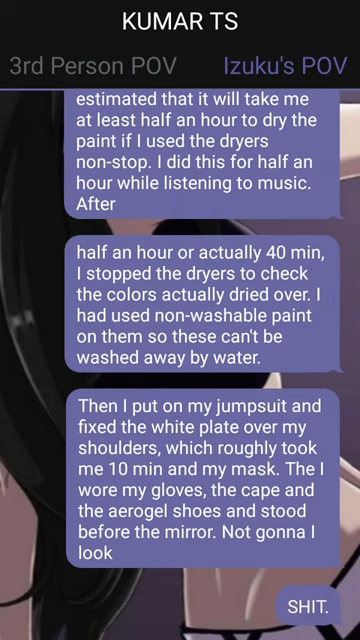 KUMAR TS
3rd Person POV
Izuku's POV
estimated that it will take me
at least half an hour to dry the
paint if I used the dryers
non-stop. I did this for half an
hour while listening to music.
After
half an hour or actually 40 min,
I stopped the dryers to check
the colors actually dried over. I
had used non-washable paint
on them so these can't be
washed away by water.
Then I put on my jumpsuit and
fixed the white plate over my
shoulders, which roughly took
me 10 min and my mask. The I
wore my gloves, the cape and
the aerogel shoes and stood
before the mirror. Not gonna I
look
SHIT.